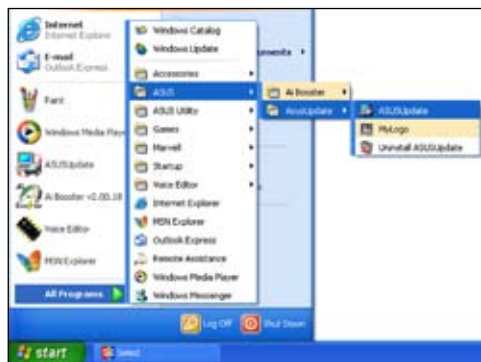 Internet
Internet Explorer
E-mail
Outlook Express
Paint
Windows Media Player
ASUSUpdate
Ai Booster v2.00.18
Voice Editor
MSN Explorer
All Programs
Windows Catalog
Windows Update
Accessories
ASUS
ASUS Utility
Games
Marvell
Startup
Voice Editor
Internet Explorer
MSN Explorer
Outlook Express
Remote Assistance
Windows Media Player
Windows Messenger
Ai Booster
AsusUpdate
ASUSUpdate
MyLogo
Uninstall ASUSUpdate
Log Off
Shut Down
start